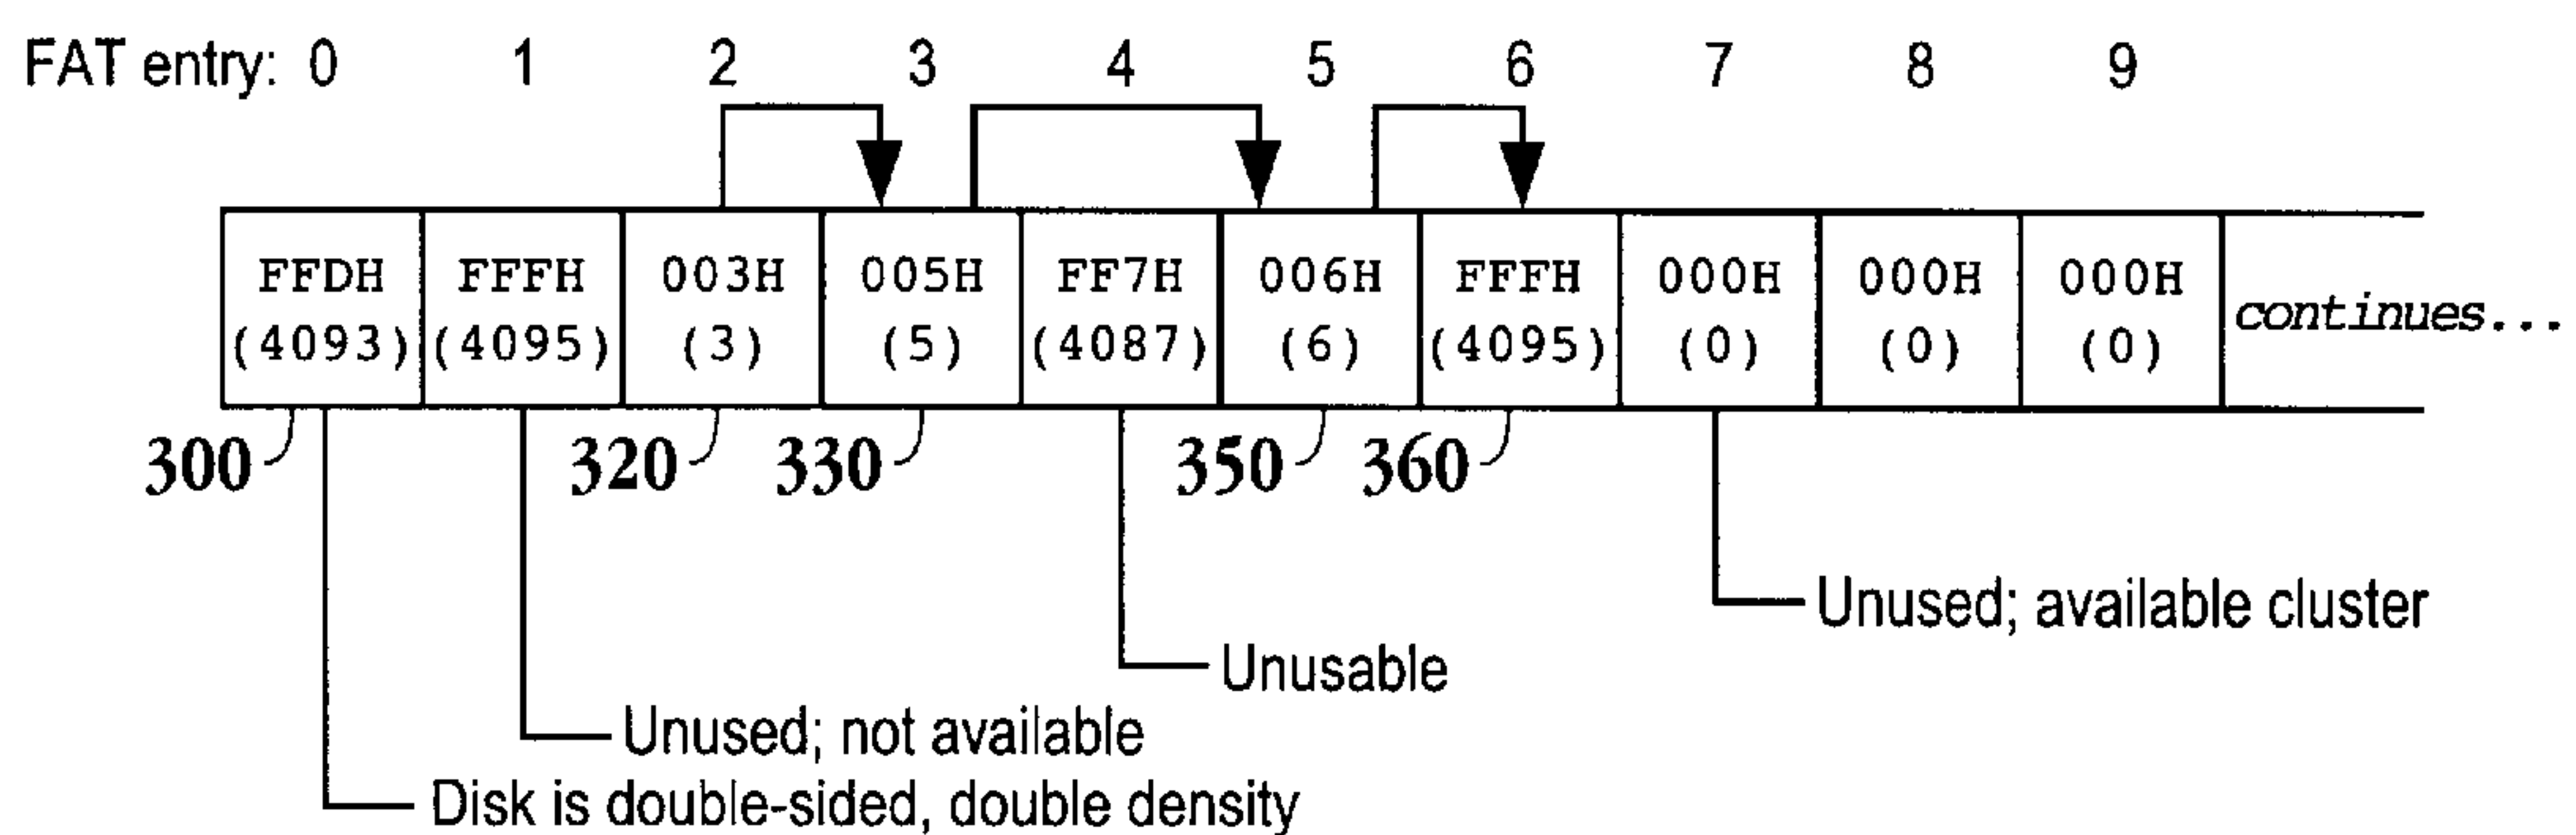 FAT entry: 0 1 2 3 4 5 6 7 8 9
FFDH FFFH 003H 005H FF7H 006H FFFH 000H 000H 000H
continues...
(4093) (4095) (3) (5) (4087) (6) (4095) (0) (0) (0)
300 320 330 350 360
Unused; available cluster
Unusable
Unused; not available
Disk is double-sided, double density